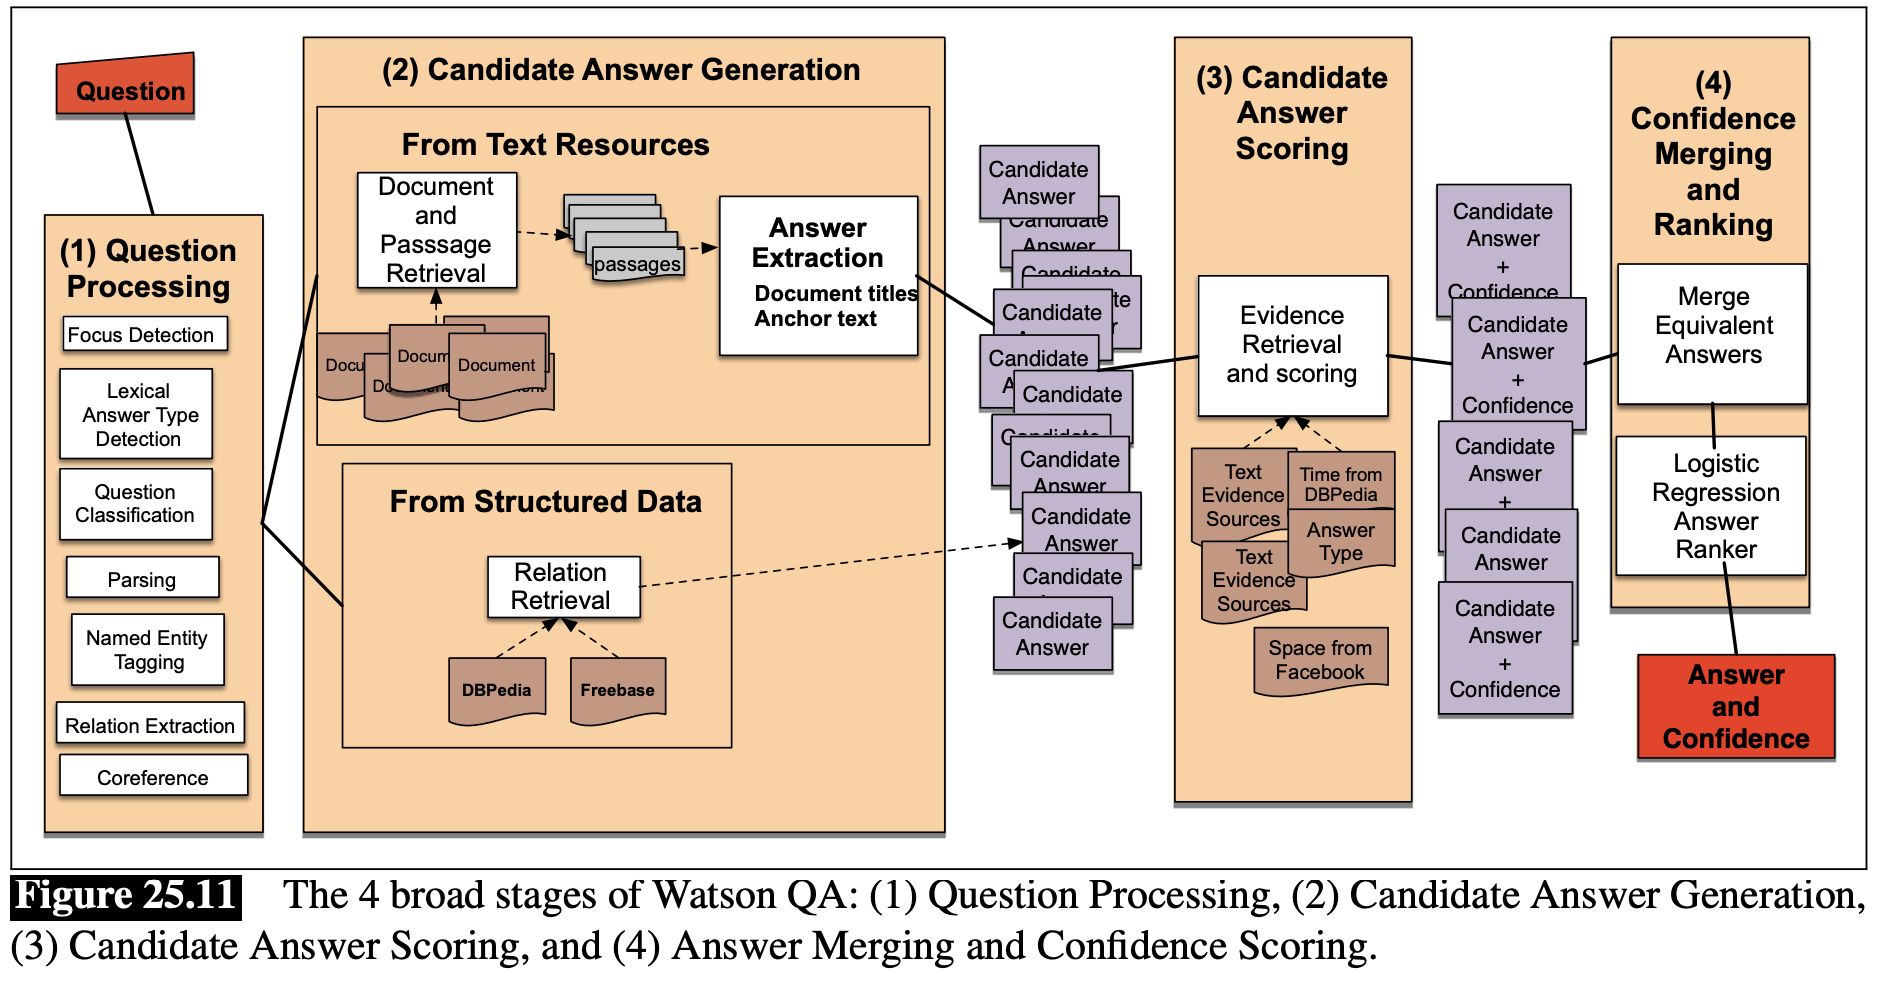 Question
(1) Question
Processing
Focus Detection
Lexical
Answer Type
Detection
Question
Classification
Parsing
Named Entity
Tagging
Relation Extraction
Coreference
(2) Candidate Answer Generation
From Text Resources
Document
and
Passsage
Retrieval
passages
Answer
Extraction
Document titles
Anchor text
Docu
Docum
Document
From Structured Data
Relation
Retrieval
DBPedia
Freebase
Candidate
Answer
Candidate
Answer
Candidate
Candidate
Candidate
Candidate
Candidate
Candidate
Answer
Candidate
Answer
Candidate
Candidate
Answer
(3) Candidate
Answer
Scoring
Evidence
Retrieval
and scoring
Text
Evidence
Sources
Time from
DBPedia
Answer
Type
Text
Evidence
Sources
Space from
Facebook
Candidate
Answer
+
Confidence
Candidate
Answer
+
Confidence
Candidate
Answer
+
Candidate
Answer
Candidate
Answer
+
Confidence
(4)
Confidence
Merging
and
Ranking
Merge
Equivalent
Answers
Logistic
Regression
Answer
Ranker
Answer
and
Confidence
Figure 25.11 The 4 broad stages of Watson QA: (1) Question Processing, (2) Candidate Answer Generation,
(3) Candidate Answer Scoring, and (4) Answer Merging and Confidence Scoring.